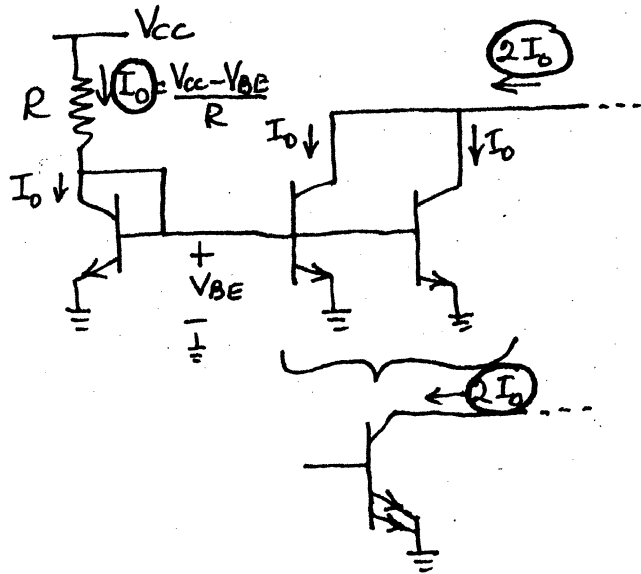 VCC
2I₀
R I₀ = VCC - VBE / R
I₀ I₀
I₀
+
VBE
-
2I₀